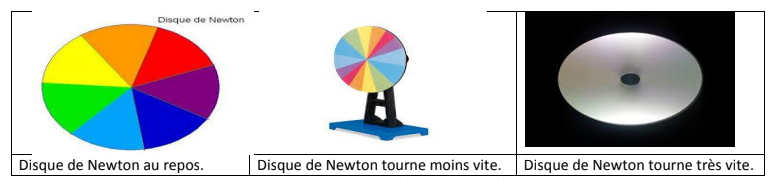 Disque de Newton
Disque de Newton au repos.
Disque de Newton tourne moins vite.
Disque de Newton tourne très vite.